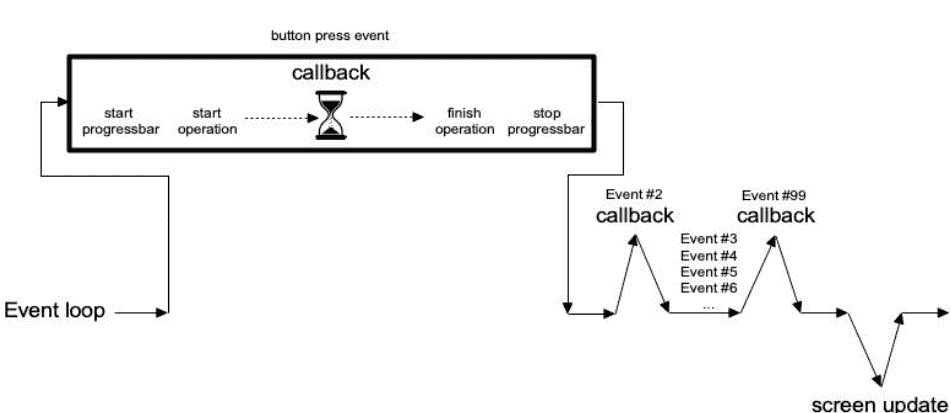 button press event
callback
start
progressbar
start
operation
finish
operation
stop
progressbar
Event #2
callback
Event #99
callback
Event #3
Event #4
Event #5
Event #6
...
Event loop
screen update